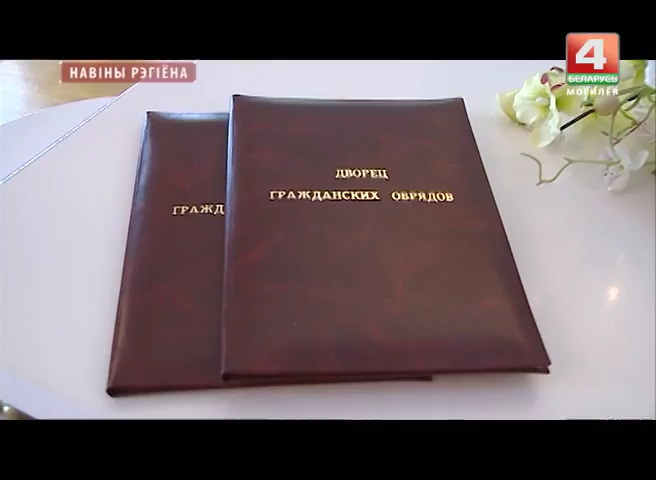 НАВІНЫ РЭГІЁНА
4
БЕЛАРУСЬ
МОГИЛЕВ
ДВОРЕЦ
ГРАЖДАНСКИХ ОБРЯДОВ